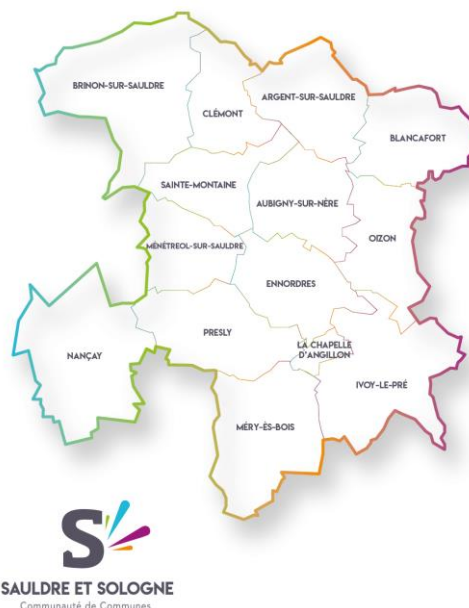 BRINON-SUR-SAULDRE
CLÉMONT
ARGENT-SUR-SAULDRE
BLANCAFORT
SAINTE-MONTAINE
AUBIGNY-SUR-NÈRE
OIZON
MÉNÉTREOL-SUR-SAULDRE
ENNORDRES
NANÇAY
PRESLY
LA CHAPELLE
D'ANGILLON
IVOY-LE-PRÉ
MÉRY-ÈS-BOIS
S
SAULDRE ET SOLOGNE
Communauté de Communes